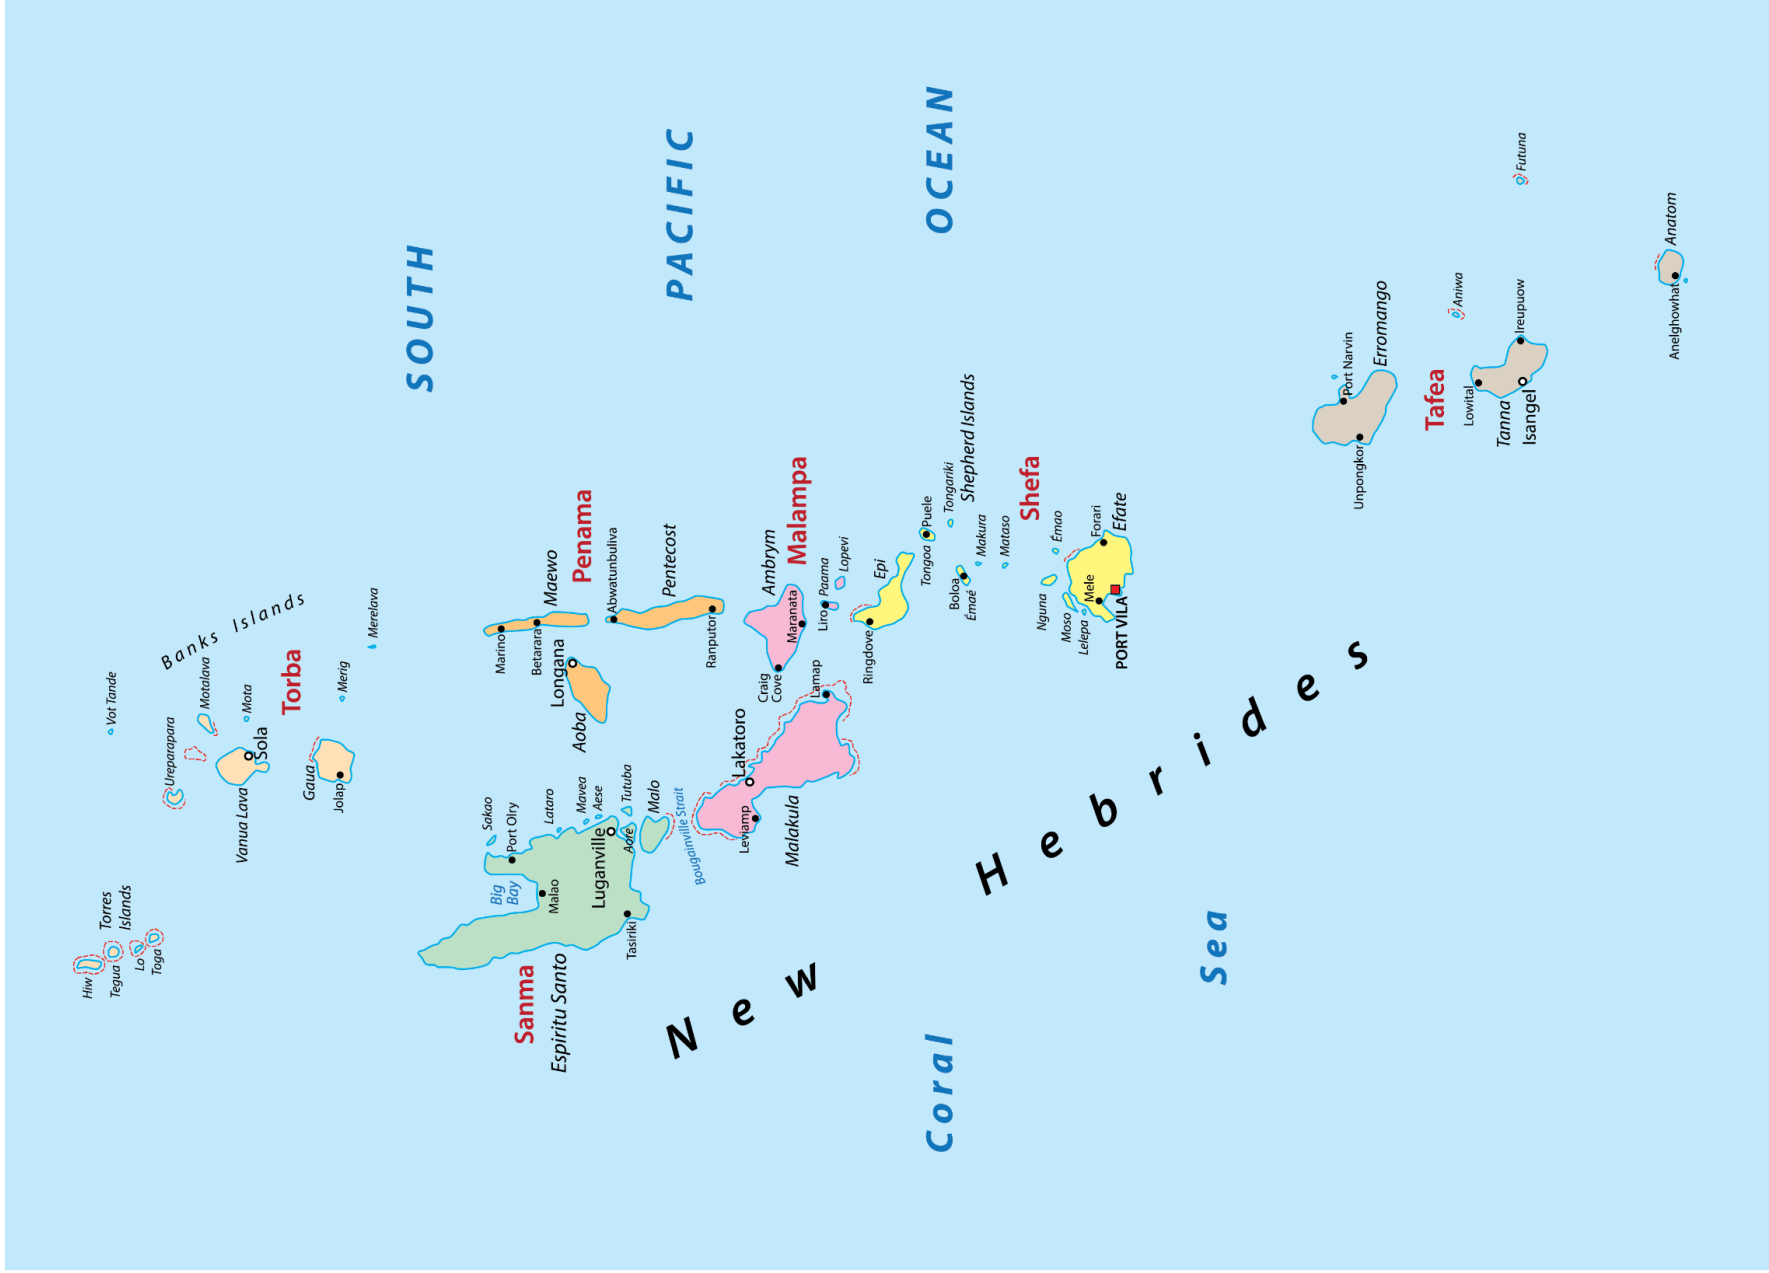 Hiw
Tegua
Lo
Toga
Torres
Islands
Vot Tande
Ureparapara
Banks Islands
Motalava
Mota
Sola
Vanua Lava
Torba
Gaua
Jolap
Merig
Merelava
SOUTH
PACIFIC
OCEAN
Sakao
Port Olry
Big
Bay
Malao
Lataro
Mavea
Aese
Tutuba
Luganville
Aore
Malo
Tasiriki
Sanma
Espiritu Santo
Bougainville Strait
Marino
Maewo
Betarara
Longana
Aoba
Penama
Abwatunbuliva
Pentecost
Ranputor
Ambrym
Malampa
Maranata
Craig
Cove
Liro
Paama
Lopevi
Lamap
Lakatoro
Leviamp
Malakula
Epi
Ringdove
Puele
Tongoa
Tongariki
Shepherd Islands
Boloa
Émaé
Makura
Mataso
Shefa
Émao
Nguna
Moso
Lelepa
Mele
Forari
Efate
PORT VILA
New Hebrides
Coral
Sea
Port Narvin
Erromango
Unpongkor
Tafea
Aniwa
Lowital
Ireupuow
Tanna
Isangel
Futuna
Anatom
Anelghowhat